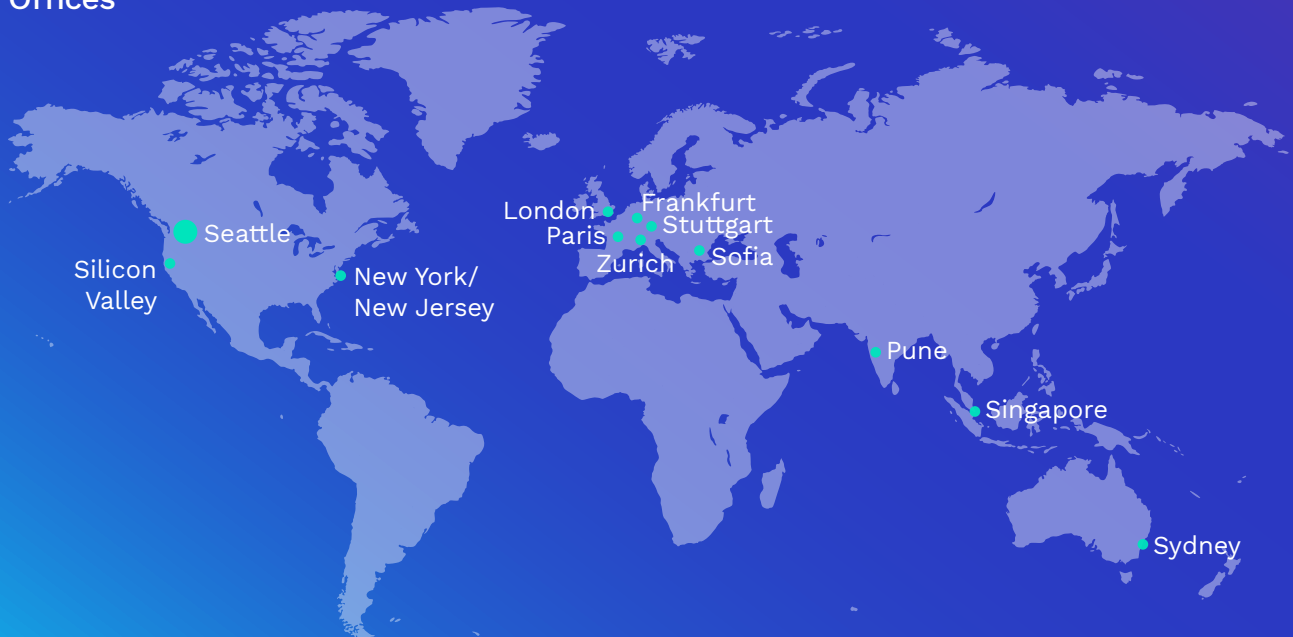 Offices
London
Frankfurt
Stuttgart
Paris
Seattle
Zurich
Sofia
Silicon
Valley
New York/
New Jersey
Pune
Singapore
Sydney